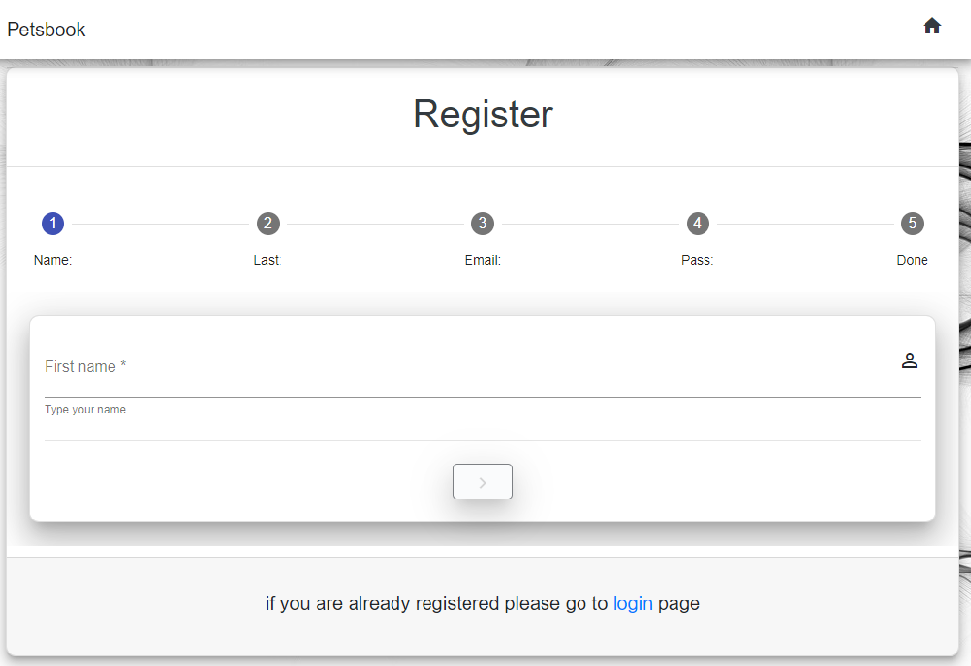 Petsbook
Register
1 2 3 4 5
Name: Last: Email: Pass: Done
First name *
Type your name
if you are already registered please go to login page